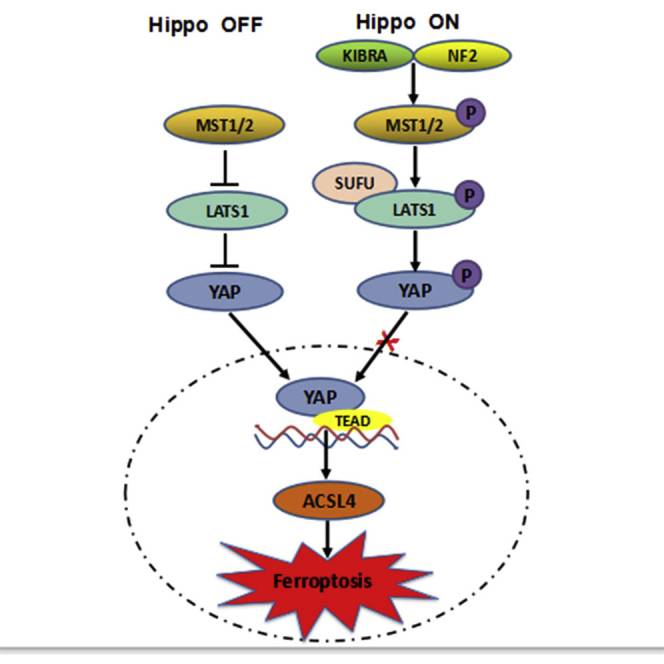 Hippo OFF
Hippo ON
KIBRA
NF2
MST1/2
MST1/2
P
SUFU
LATS1
LATS1
P
YAP
YAP
P
YAP
TEAD
ACSL4
Ferroptosis